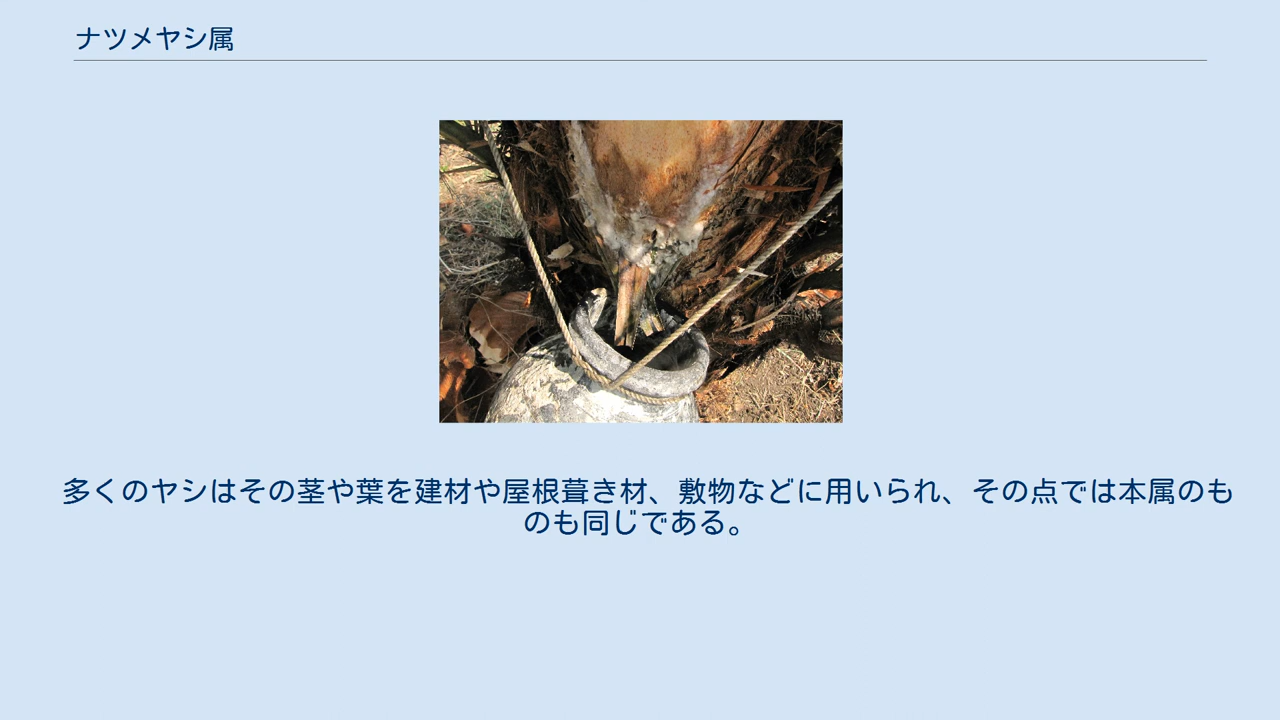 ナツメヤシ属
多くのヤシはその茎や葉を建材や屋根葺き材、敷物などに用いられ、その点では本属のも
のも同じである。